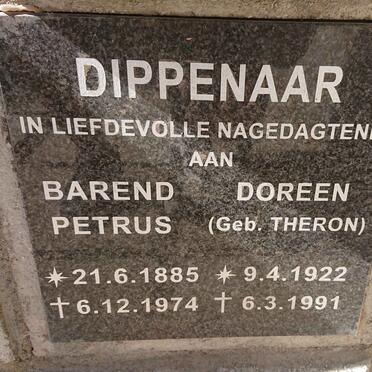 DIPPENAAR
IN LIEFDEVOLLE NAGEDAGTENIS
AAN
BAREND DOREEN
PETRUS (Geb. THERON)
✴ 21.6.1885 ✴ 9.4.1922
† 6.12.1974 † 6.3.1991